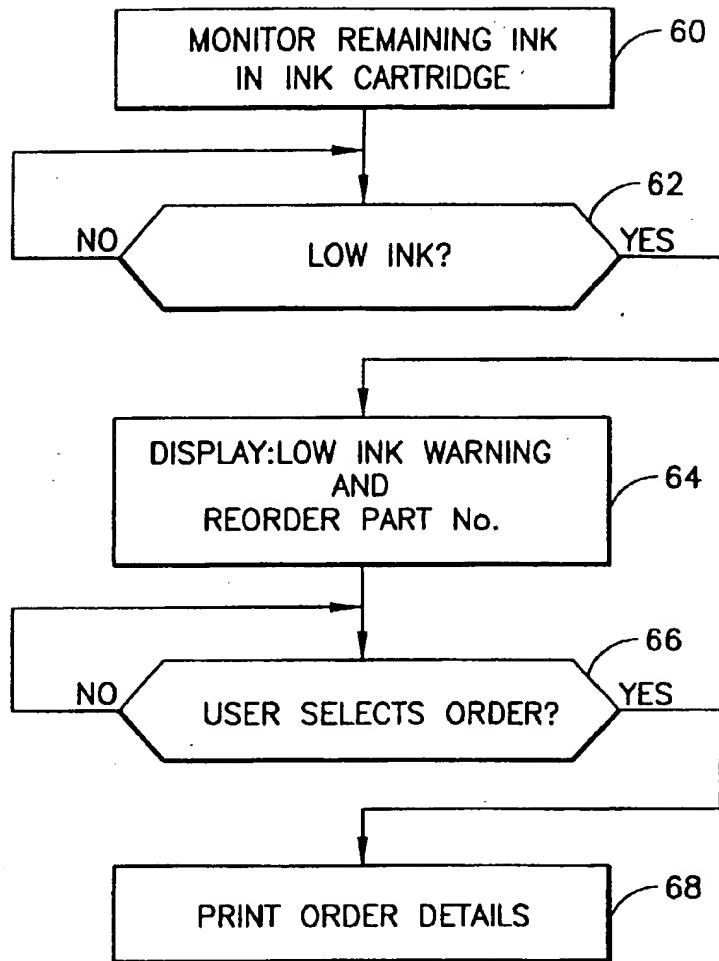 MONITOR REMAINING INK
IN INK CARTRIDGE
60
62
NO
LOW INK?
YES
DISPLAY:LOW INK WARNING
AND
REORDER PART No.
64
66
NO
USER SELECTS ORDER?
YES
PRINT ORDER DETAILS
68